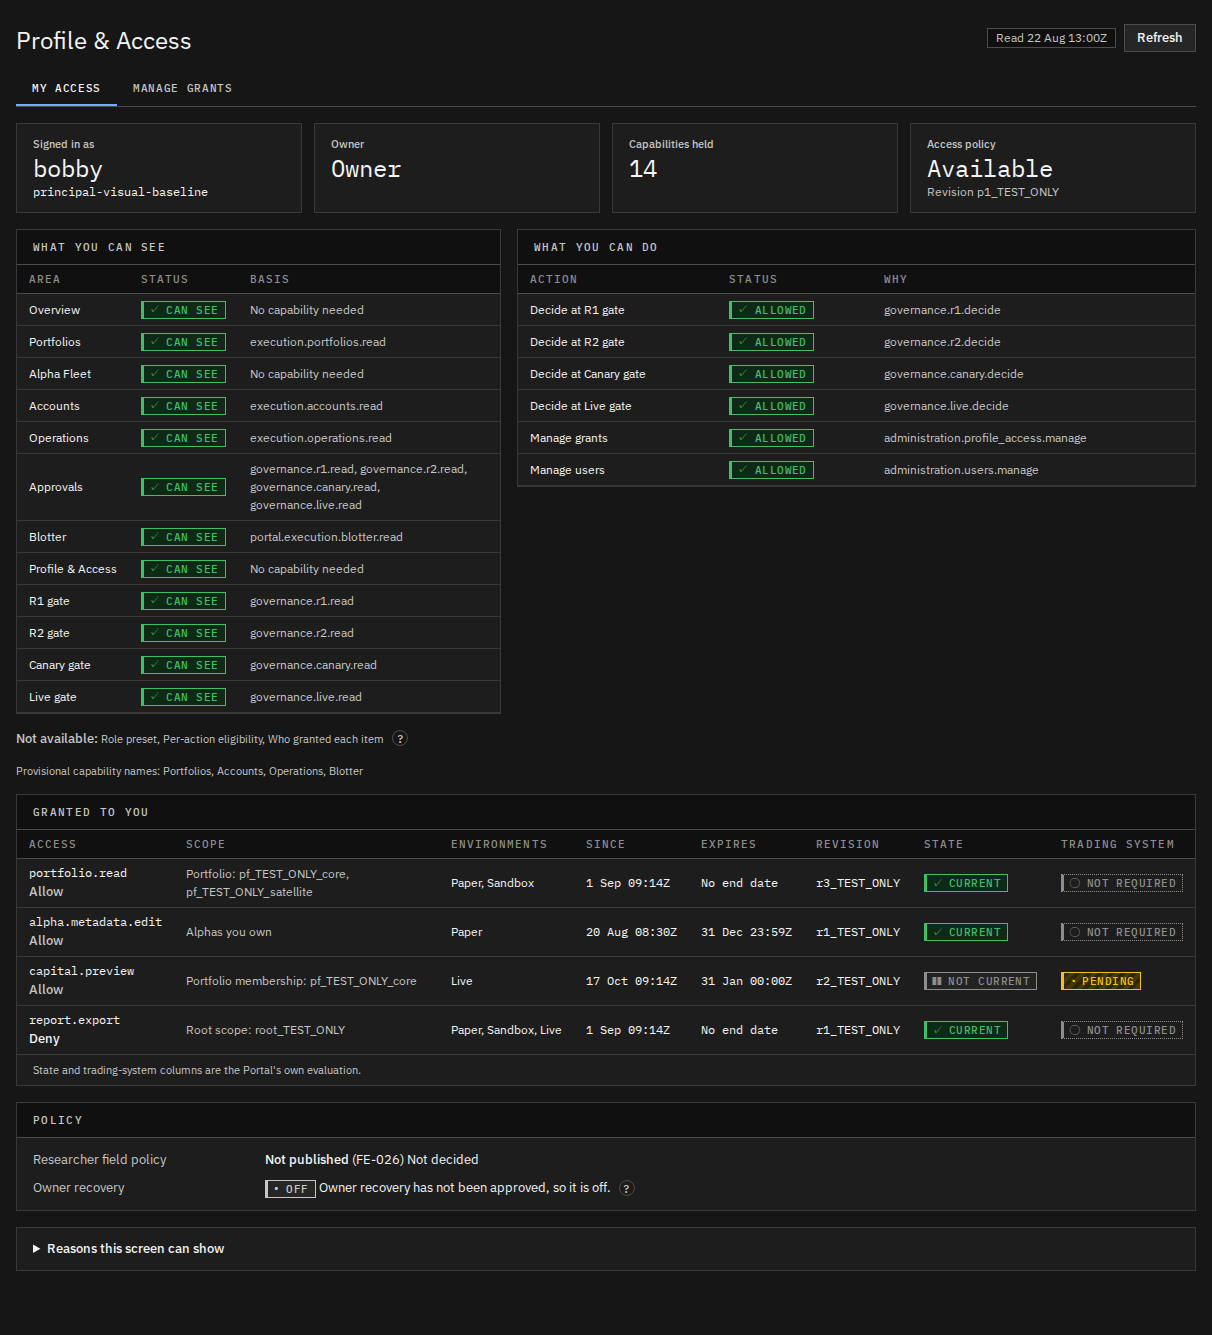 Profile & Access
Read 22 Aug 13:00Z
Refresh
MY ACCESS
MANAGE GRANTS
Signed in as
bobby
principal-visual-baseline
Owner
Owner
Capabilities held
14
Access policy
Available
Revision p1_TEST_ONLY
WHAT YOU CAN SEE
AREA STATUS BASIS
Overview ✓ CAN SEE No capability needed
Portfolios ✓ CAN SEE execution.portfolios.read
Alpha Fleet ✓ CAN SEE No capability needed
Accounts ✓ CAN SEE execution.accounts.read
Operations ✓ CAN SEE execution.operations.read
Approvals ✓ CAN SEE governance.r1.read, governance.r2.read,
governance.canary.read,
governance.live.read
Blotter ✓ CAN SEE portal.execution.blotter.read
Profile & Access ✓ CAN SEE No capability needed
R1 gate ✓ CAN SEE governance.r1.read
R2 gate ✓ CAN SEE governance.r2.read
Canary gate ✓ CAN SEE governance.canary.read
Live gate ✓ CAN SEE governance.live.read
WHAT YOU CAN DO
ACTION STATUS WHY
Decide at R1 gate ✓ ALLOWED governance.r1.decide
Decide at R2 gate ✓ ALLOWED governance.r2.decide
Decide at Canary gate ✓ ALLOWED governance.canary.decide
Decide at Live gate ✓ ALLOWED governance.live.decide
Manage grants ✓ ALLOWED administration.profile_access.manage
Manage users ✓ ALLOWED administration.users.manage
Not available: Role preset, Per-action eligibility, Who granted each item ?
Provisional capability names: Portfolios, Accounts, Operations, Blotter
GRANTED TO YOU
ACCESS SCOPE ENVIRONMENTS SINCE EXPIRES REVISION STATE TRADING SYSTEM
portfolio.read
Allow
Portfolio: pf_TEST_ONLY_core,
pf_TEST_ONLY_satellite
Paper, Sandbox 1 Sep 09:14Z No end date r3_TEST_ONLY ✓ CURRENT NOT REQUIRED
alpha.metadata.edit
Allow
Alphas you own Paper 20 Aug 08:30Z 31 Dec 23:59Z r1_TEST_ONLY ✓ CURRENT NOT REQUIRED
capital.preview
Allow
Portfolio membership: pf_TEST_ONLY_core Live 17 Oct 09:14Z 31 Jan 00:00Z r2_TEST_ONLY NOT CURRENT PENDING
report.export
Deny
Root scope: root_TEST_ONLY Paper, Sandbox, Live 1 Sep 09:14Z No end date r1_TEST_ONLY ✓ CURRENT NOT REQUIRED
State and trading-system columns are the Portal's own evaluation.
POLICY
Researcher field policy Not published (FE-026) Not decided
Owner recovery • OFF Owner recovery has not been approved, so it is off. ?
Reasons this screen can show